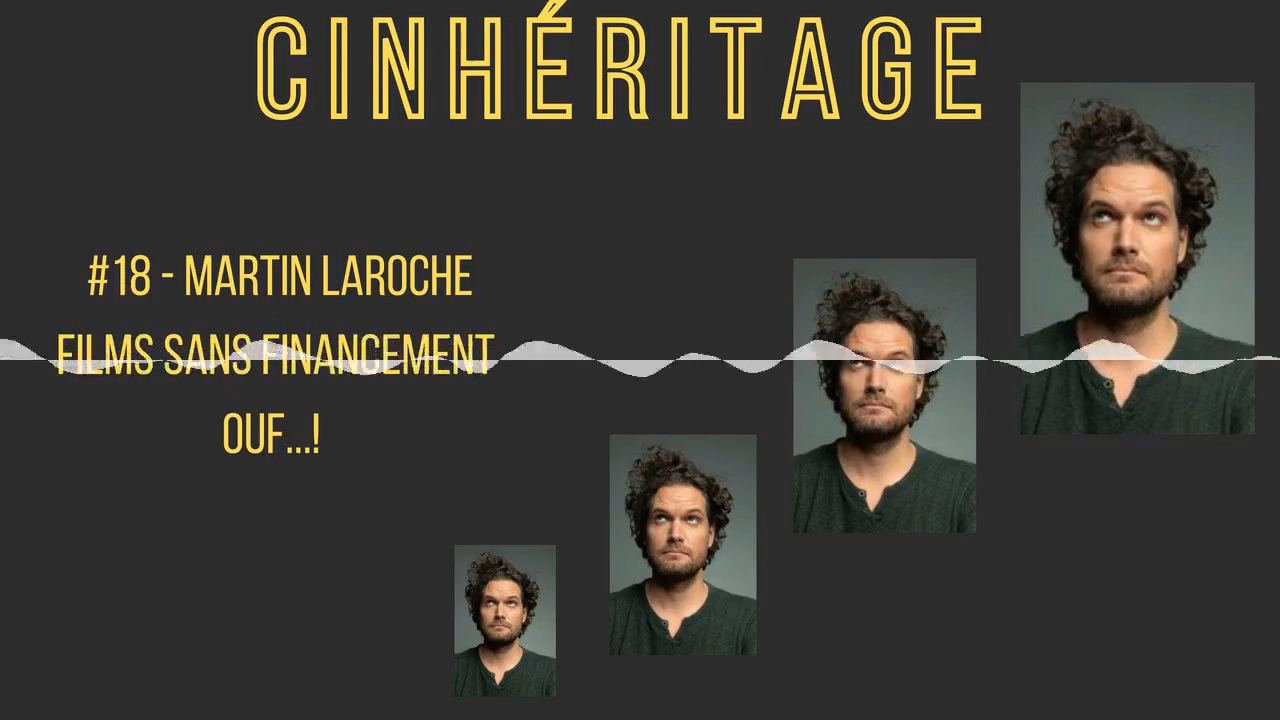 CINHÉRITAGE
#18 - MARTIN LAROCHE
FILMS SANS FINANCEMENT
OUF...!